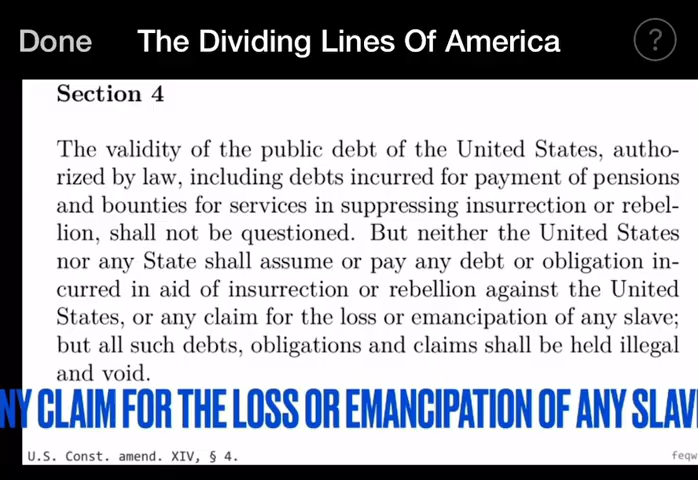 Done The Dividing Lines Of America ?
Section 4
The validity of the public debt of the United States, autho-
rized by law, including debts incurred for payment of pensions
and bounties for services in suppressing insurrection or rebel-
lion, shall not be questioned. But neither the United States
nor any State shall assume or pay any debt or obligation in-
curred in aid of insurrection or rebellion against the United
States, or any claim for the loss or emancipation of any slave;
but all such debts, obligations and claims shall be held illegal
and void.
NY CLAIM FOR THE LOSS OR EMANCIPATION OF ANY SLAV
U.S. Const. amend. XIV, § 4.
feqw